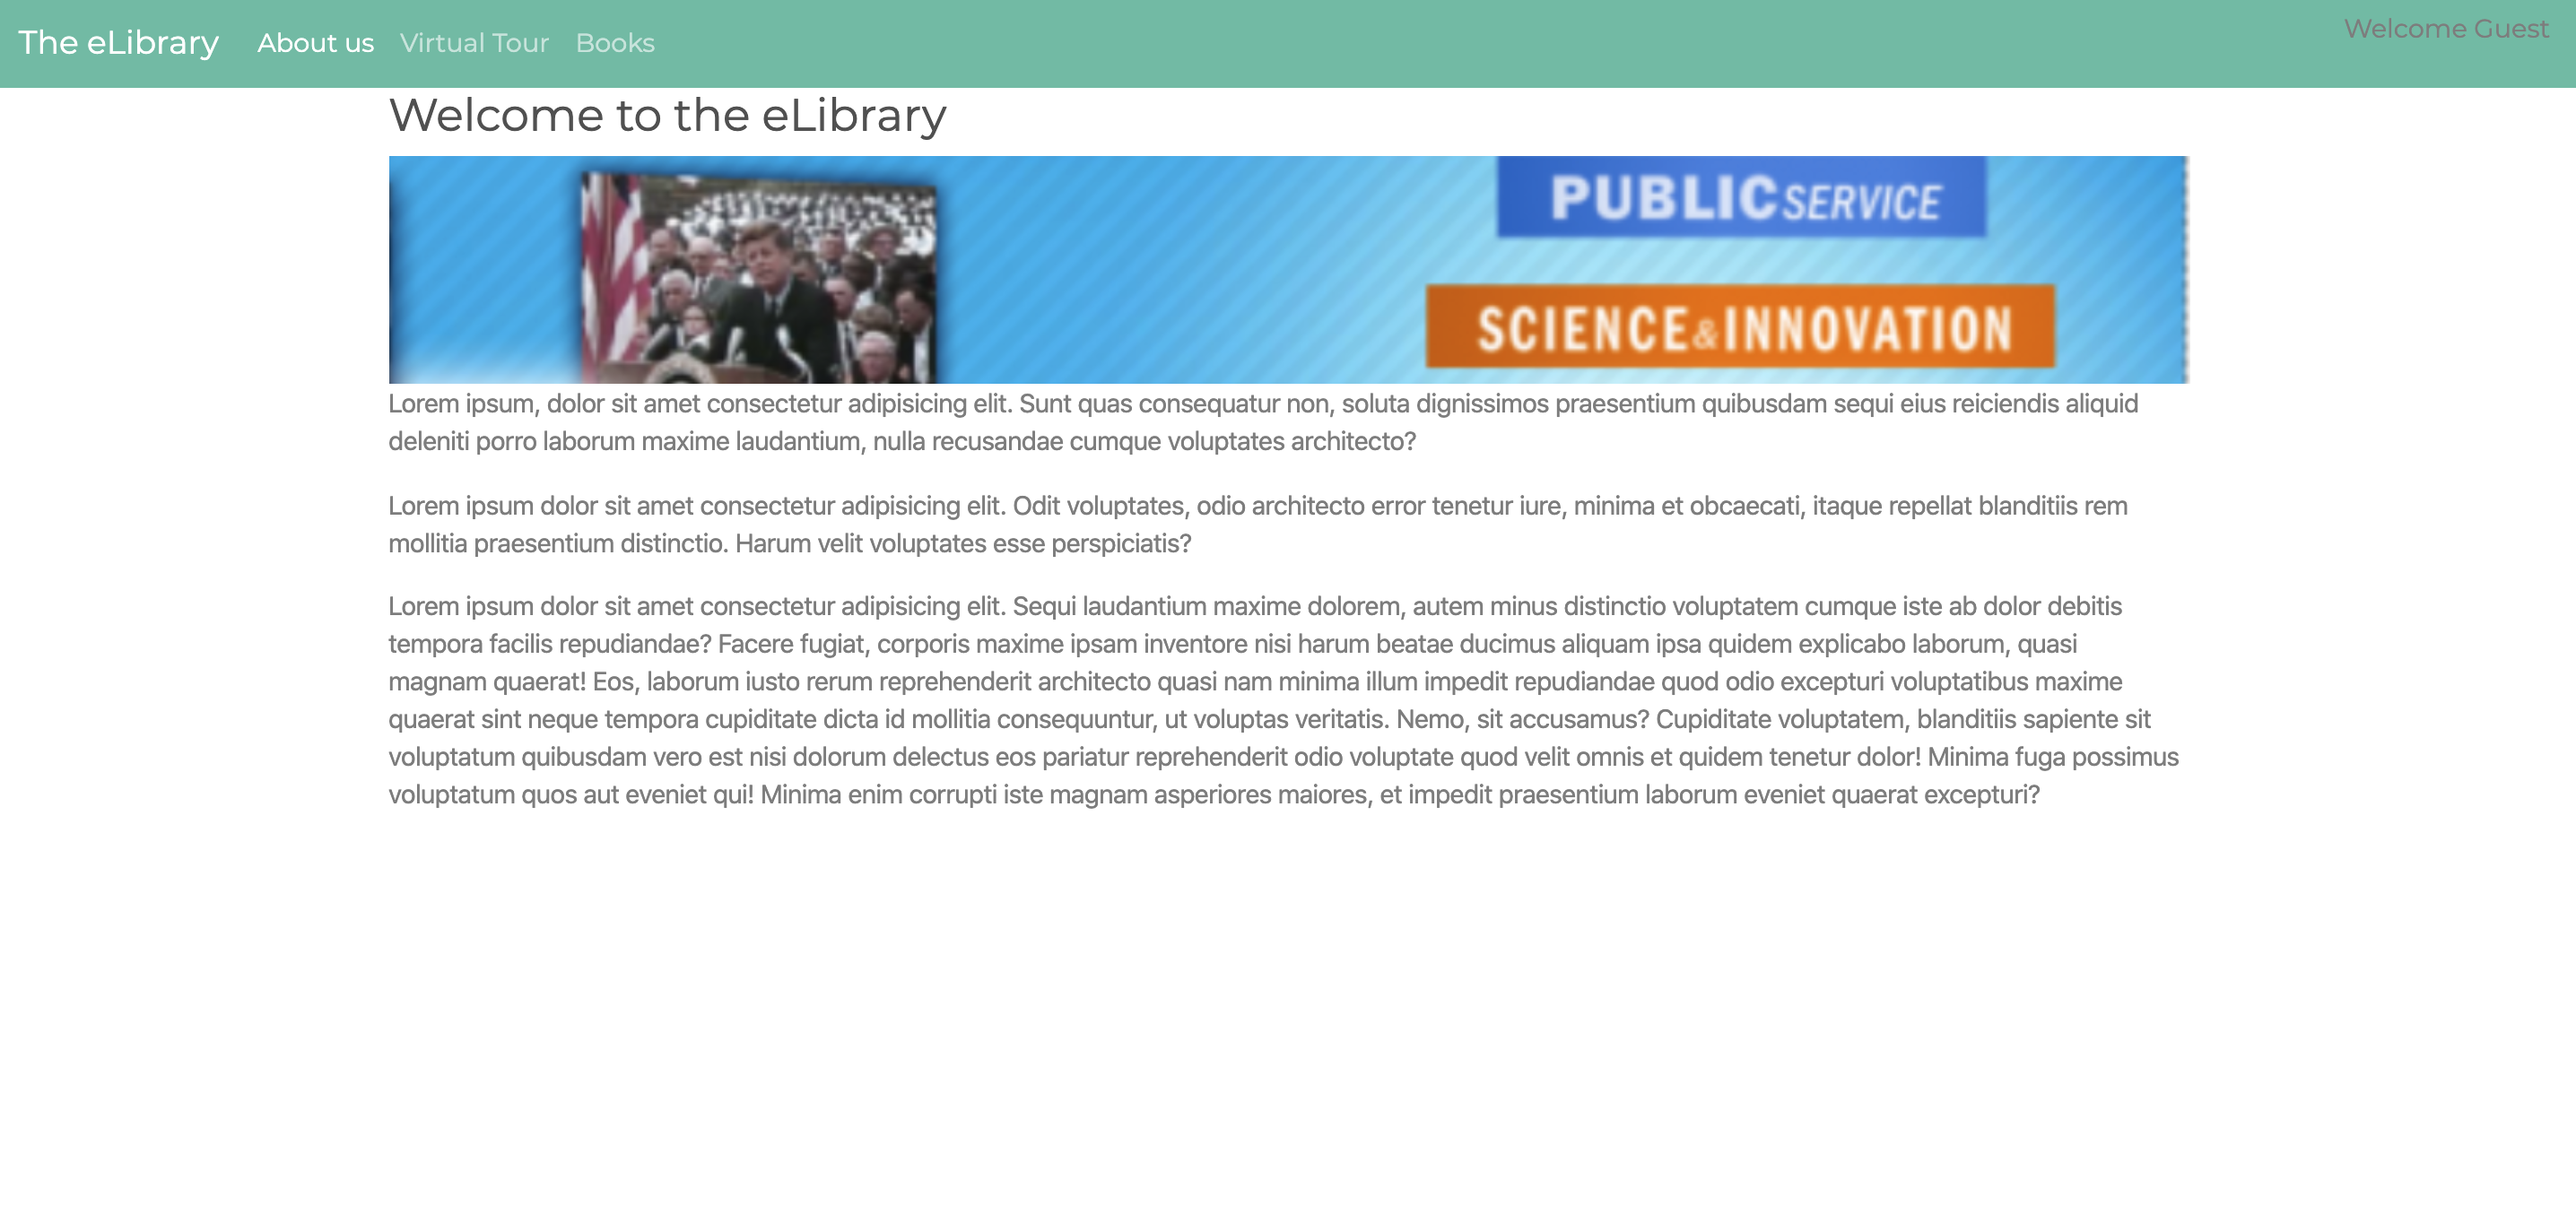 The eLibrary About us Virtual Tour Books Welcome Guest
Welcome to the eLibrary
PUBLIC SERVICE
SCIENCE & INNOVATION
Lorem ipsum, dolor sit amet consectetur adipisicing elit. Sunt quas consequatur non, soluta dignissimos praesentium quibusdam sequi eius reiciendis aliquid
deleniti porro laborum maxime laudantium, nulla recusandae cumque voluptates architecto?
Lorem ipsum dolor sit amet consectetur adipisicing elit. Odit voluptates, odio architecto error tenetur iure, minima et obcaecati, itaque repellat blanditiis rem
mollitia praesentium distinctio. Harum velit voluptates esse perspiciatis?
Lorem ipsum dolor sit amet consectetur adipisicing elit. Sequi laudantium maxime dolorem, autem minus distinctio voluptatem cumque iste ab dolor debitis
tempora facilis repudiandae? Facere fugiat, corporis maxime ipsam inventore nisi harum beatae ducimus aliquam ipsa quidem explicabo laborum, quasi
magnam quaerat! Eos, laborum iusto rerum reprehenderit architecto quasi nam minima illum impedit repudiandae quod odio excepturi voluptatibus maxime
quaerat sint neque tempora cupiditate dicta id mollitia consequuntur, ut voluptas veritatis. Nemo, sit accusamus? Cupiditate voluptatem, blanditiis sapiente sit
voluptatum quibusdam vero est nisi dolorum delectus eos pariatur reprehenderit odio voluptate quod velit omnis et quidem tenetur dolor! Minima fuga possimus
voluptatum quos aut eveniet qui! Minima enim corrupti iste magnam asperiores maiores, et impedit praesentium laborum eveniet quaerat excepturi?